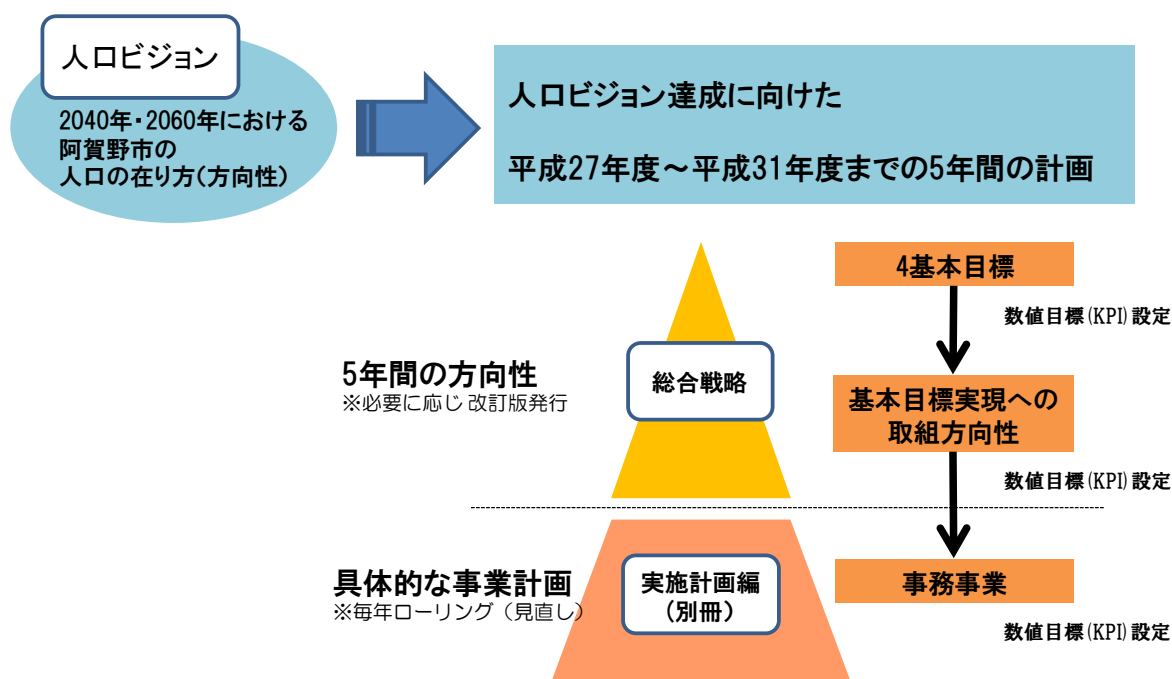 人口ビジョン
2040年・2060年における
阿賀野市の
人口の在り方(方向性)
人口ビジョン達成に向けた
平成27年度～平成31年度までの5年間の計画
4基本目標
数値目標(KPI)設定
5年間の方向性
※必要に応じ 改訂版発行
総合戦略
基本目標実現への
取組方向性
数値目標(KPI)設定
具体的な事業計画
※毎年ローリング（見直し）
実施計画編
（別冊）
事務事業
数値目標(KPI)設定